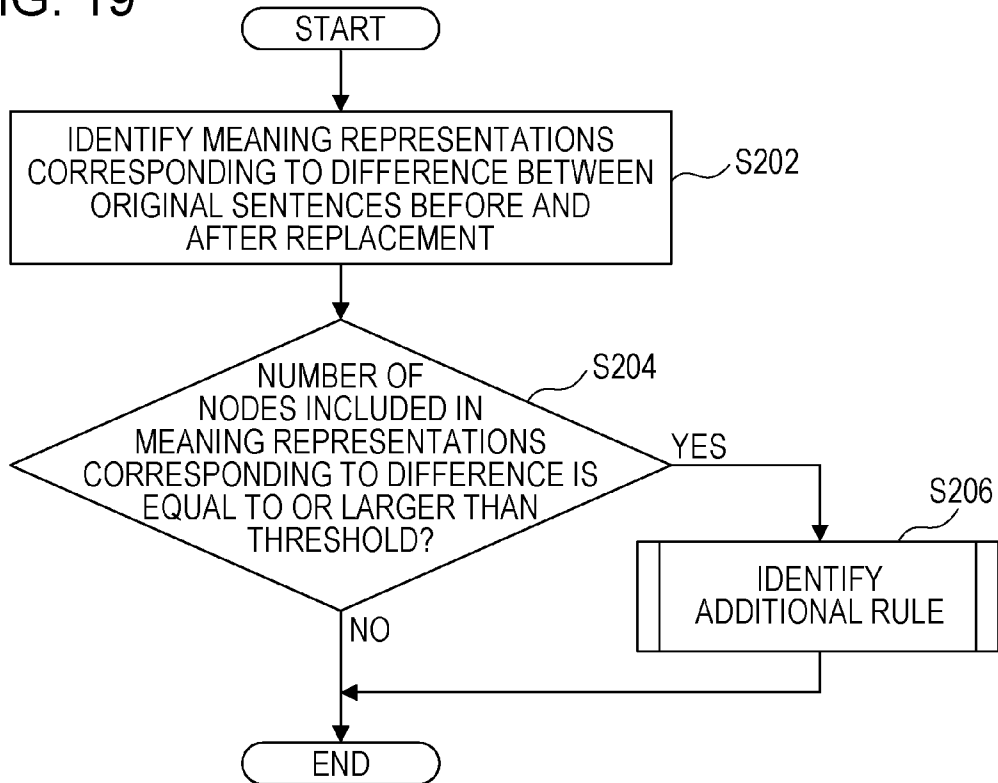 FIG. 19
START
IDENTIFY MEANING REPRESENTATIONS
CORRESPONDING TO DIFFERENCE BETWEEN
ORIGINAL SENTENCES BEFORE AND
AFTER REPLACEMENT
S202
NUMBER OF
NODES INCLUDED IN
MEANING REPRESENTATIONS
CORRESPONDING TO DIFFERENCE IS
EQUAL TO OR LARGER THAN
THRESHOLD?
S204
YES
S206
IDENTIFY
ADDITIONAL RULE
NO
END